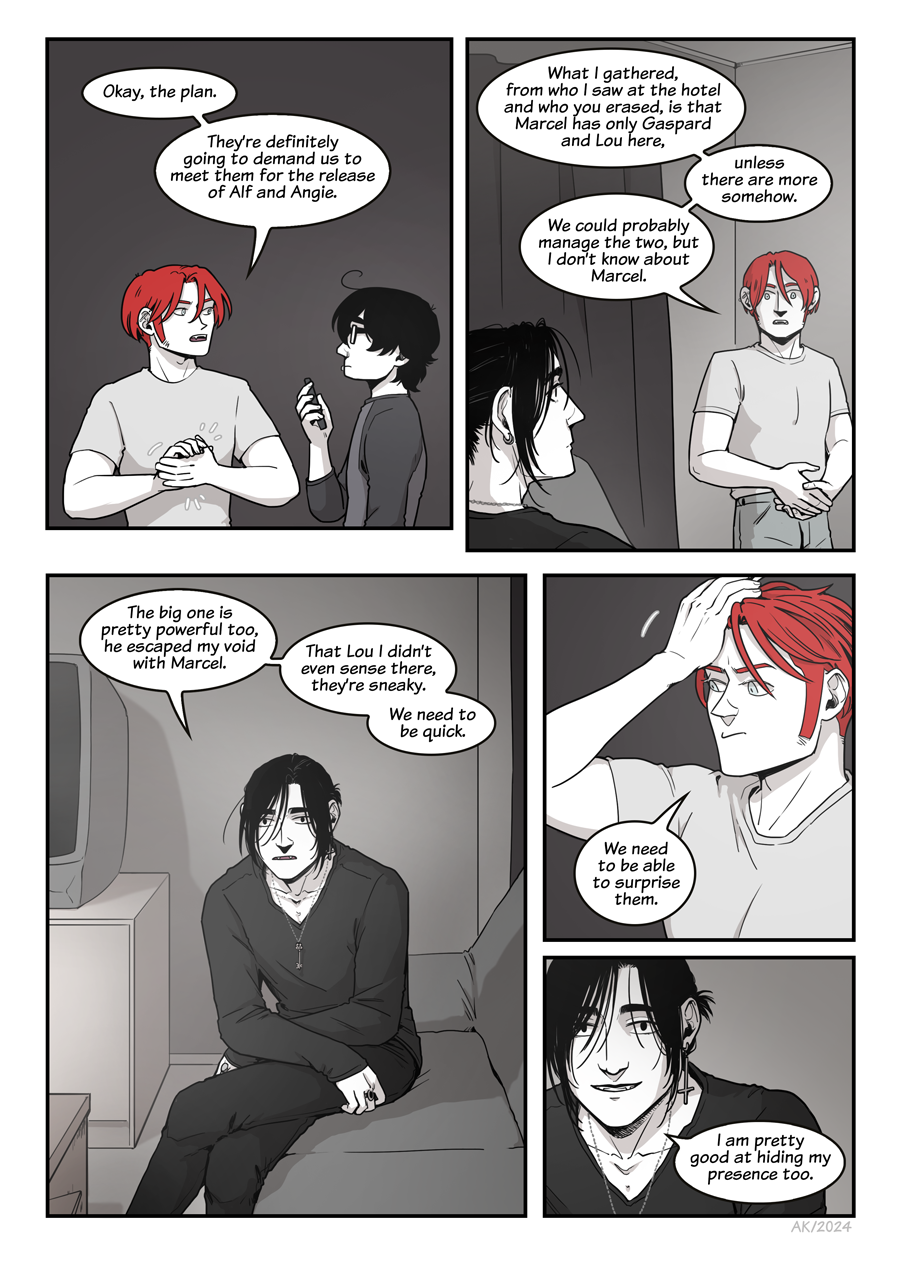 Okay, the plan.
They're definitely
going to demand us to
meet them for the release
of Alf and Angie.
What I gathered,
from who I saw at the hotel
and who you erased, is that
Marcel has only Gaspard
and Lou here,
unless
there are more
somehow.
We could probably
manage the two, but
I don't know about
Marcel.
The big one is
pretty powerful too,
he escaped my void
with Marcel.
That Lou I didn't
even sense there,
they're sneaky.
We need to
be quick.
We need
to be able
to surprise
them.
I am pretty
good at hiding my
presence too.
AK/2024